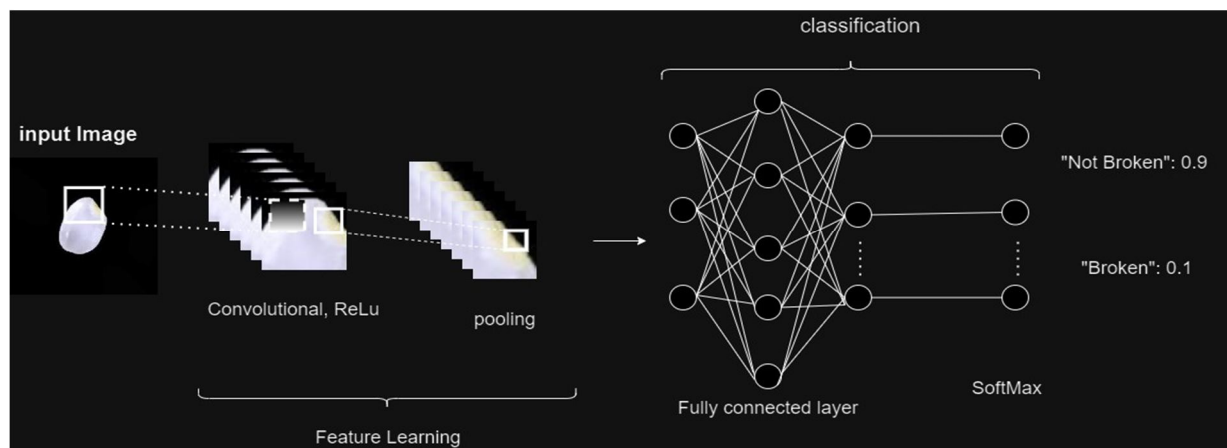 classification
input Image
"Not Broken": 0.9
"Broken": 0.1
Convolutional, ReLu
pooling
SoftMax
Fully connected layer
Feature Learning